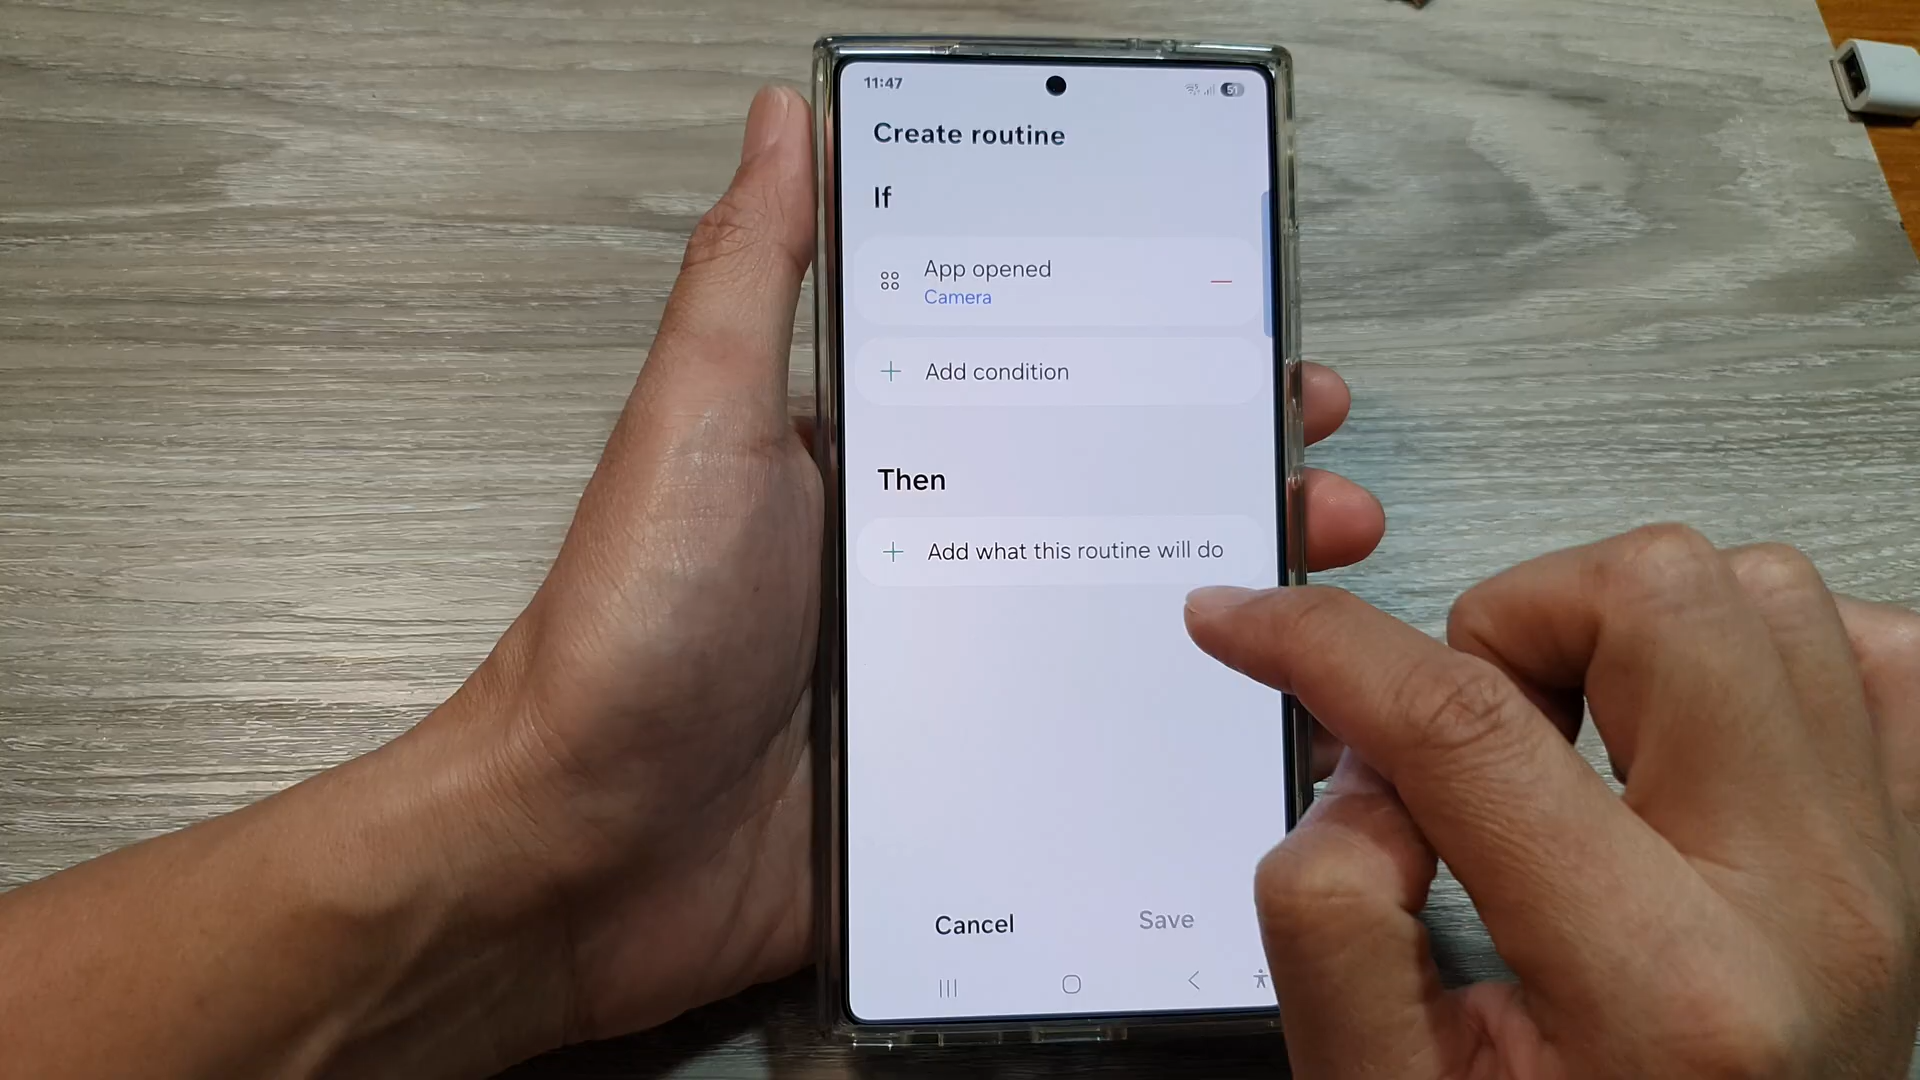 11:47
51
Create routine
If
App opened
Camera
Add condition
Then
Add what this routine will do
Cancel
Save